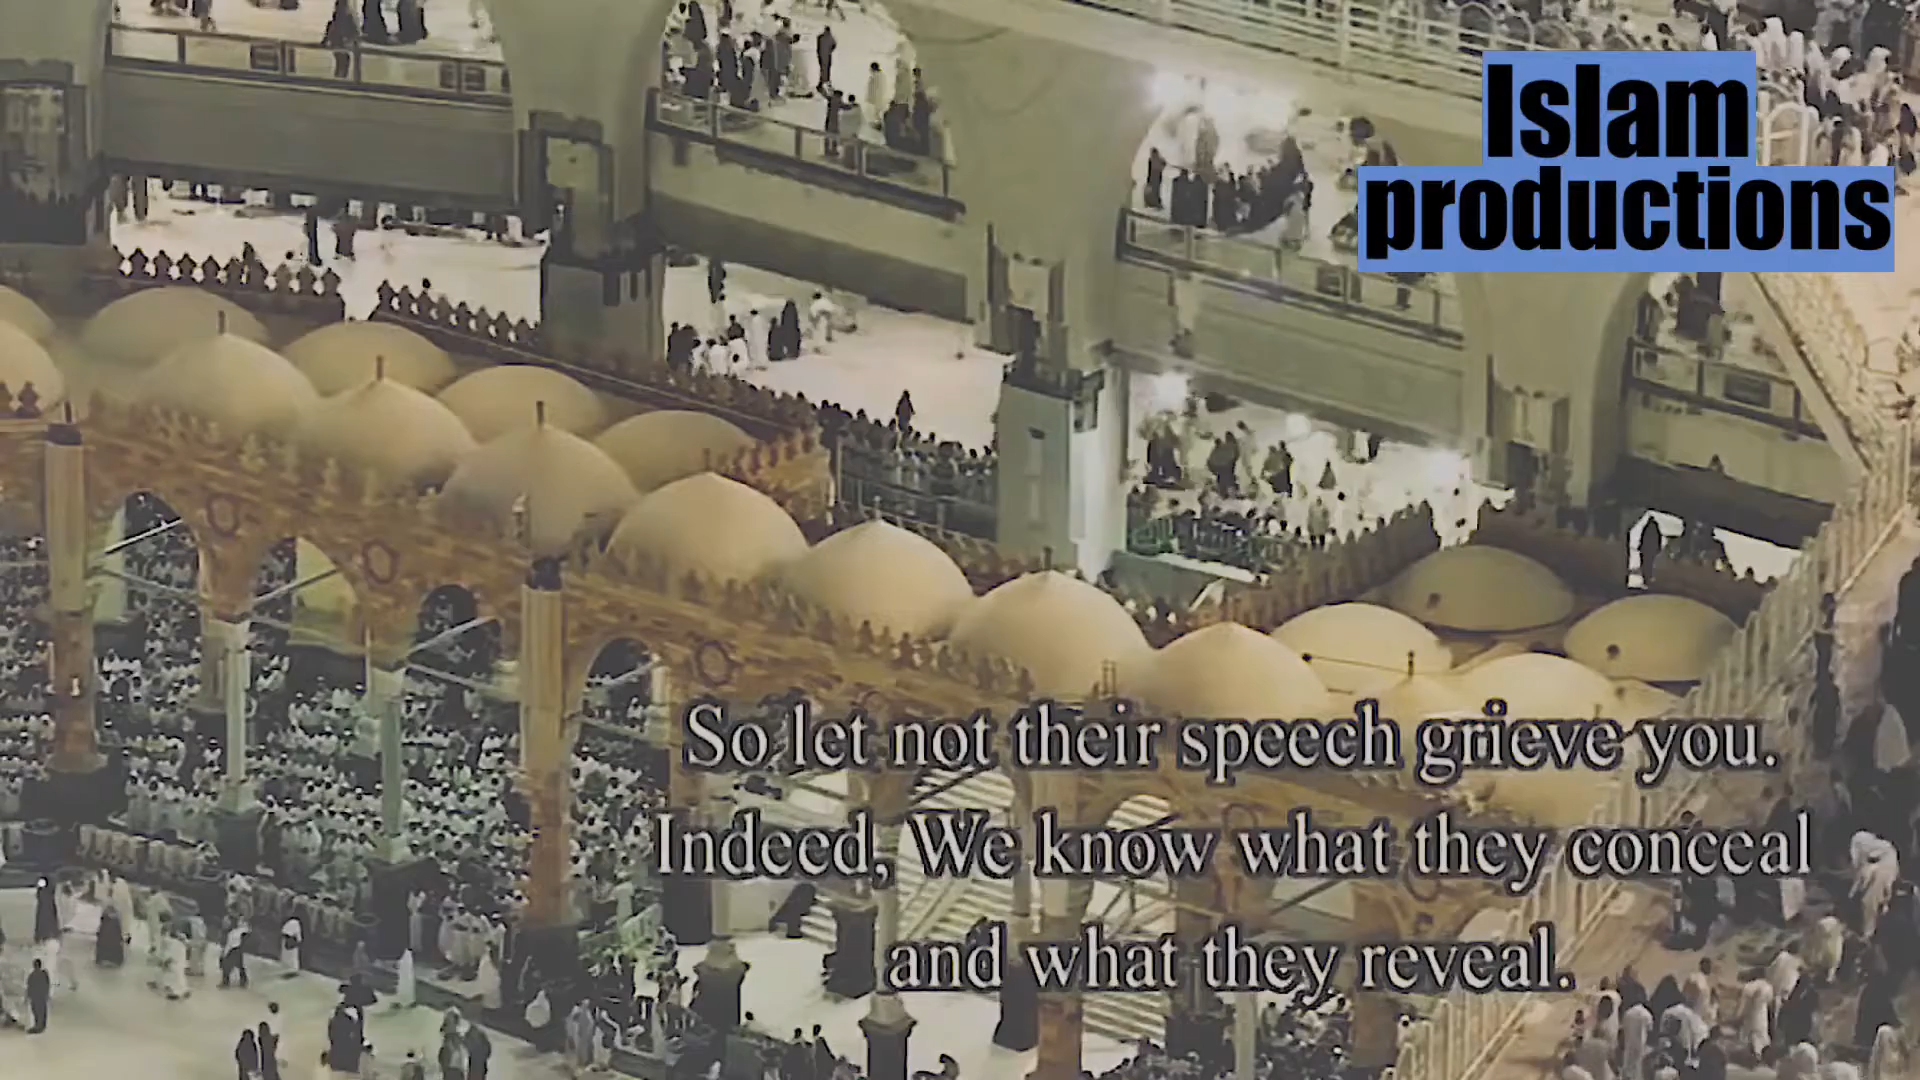 Islam
productions
So let not their speech grieve you.
Indeed, We know what they conceal
and what they reveal.